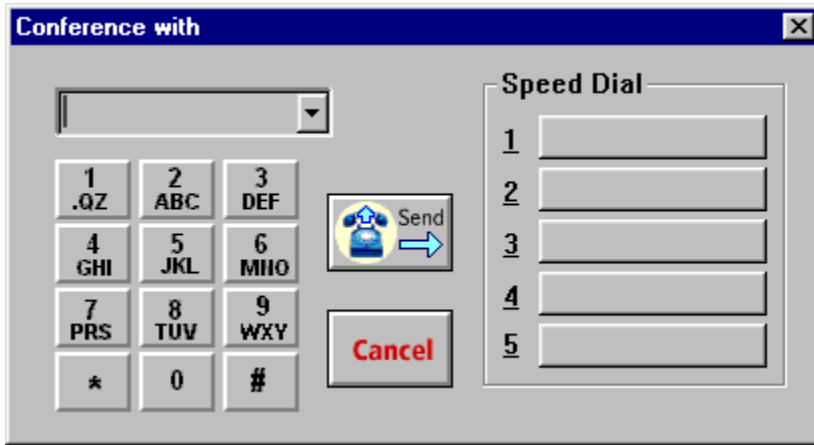 Conference with
1
.QZ
2
ABC
3
DEF
4
GHI
5
JKL
6
MNO
7
PRS
8
TUV
9
WXY
*
0
#
Send
Cancel
Speed Dial
1
2
3
4
5